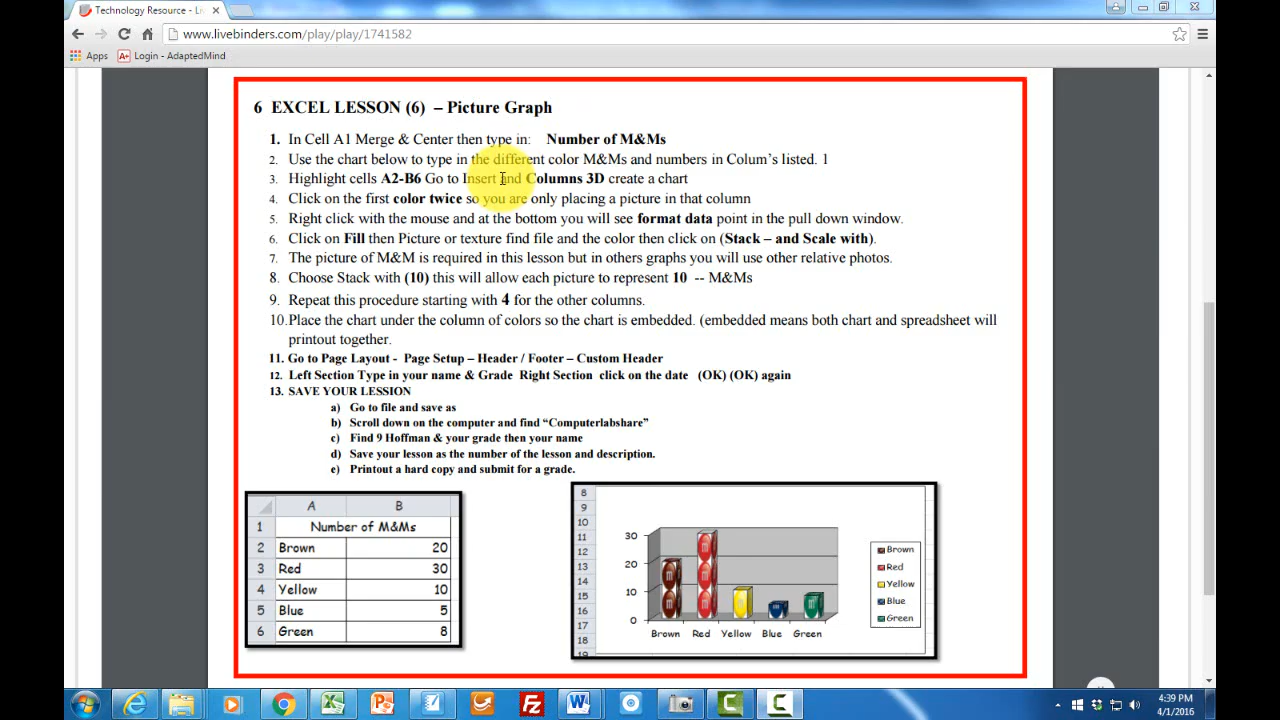 Technology Resource - Li
www.livebinders.com/play/play/1741582
Apps A+ Login - AdaptedMind
6 EXCEL LESSON (6) – Picture Graph
1. In Cell A1 Merge & Center then type in: Number of M&Ms
2. Use the chart below to type in the different color M&Ms and numbers in Colum's listed. 1
3. Highlight cells A2-B6 Go to Insert and Columns 3D create a chart
4. Click on the first color twice so you are only placing a picture in that column
5. Right click with the mouse and at the bottom you will see format data point in the pull down window.
6. Click on Fill then Picture or texture find file and the color then click on (Stack – and Scale with).
7. The picture of M&M is required in this lesson but in others graphs you will use other relative photos.
8. Choose Stack with (10) this will allow each picture to represent 10 -- M&Ms
9. Repeat this procedure starting with 4 for the other columns.
10. Place the chart under the column of colors so the chart is embedded. (embedded means both chart and spreadsheet will
printout together.
11. Go to Page Layout - Page Setup – Header / Footer – Custom Header
12. Left Section Type in your name & Grade Right Section click on the date (OK) (OK) again
13. SAVE YOUR LESSION
a) Go to file and save as
b) Scroll down on the computer and find “Computerlabshare”
c) Find 9 Hoffman & your grade then your name
d) Save your lesson as the number of the lesson and description.
e) Printout a hard copy and submit for a grade.
A B
1 Number of M&Ms
2 Brown 20
3 Red 30
4 Yellow 10
5 Blue 5
6 Green 8
8
9
10
11
12
13
14
15
16
17
18
19
30
20
10
0
m m m m m
Brown Red Yellow Blue Green
Brown
Red
Yellow
Blue
Green
4:39 PM
4/1/2016